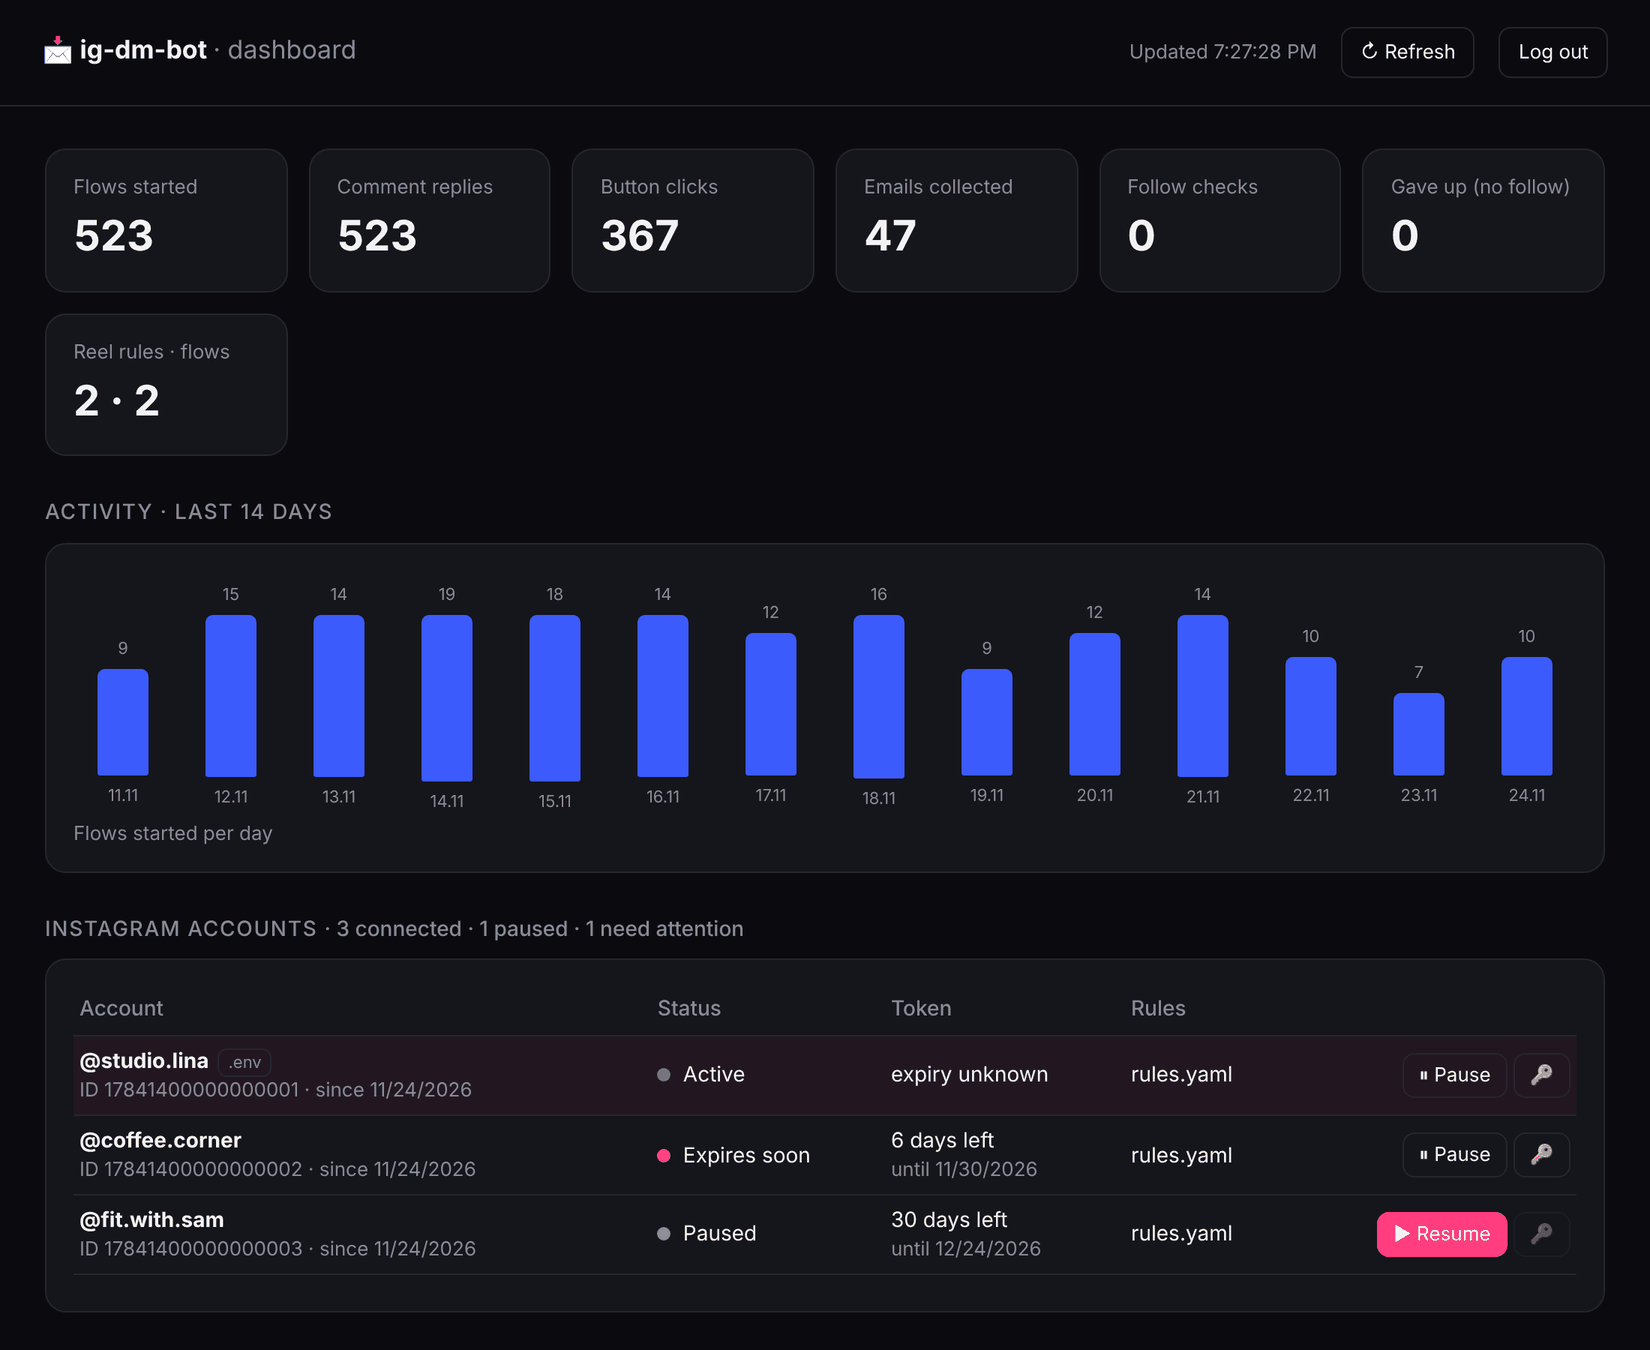 ig-dm-bot · dashboard
Updated 7:27:28 PM
↻ Refresh
Log out
Flows started
523
Comment replies
523
Button clicks
367
Emails collected
47
Follow checks
0
Gave up (no follow)
0
Reel rules · flows
2 · 2
ACTIVITY · LAST 14 DAYS
9 15 14 19 18 14 12 16 9 12 14 10 7 10
11.11 12.11 13.11 14.11 15.11 16.11 17.11 18.11 19.11 20.11 21.11 22.11 23.11 24.11
Flows started per day
INSTAGRAM ACCOUNTS · 3 connected · 1 paused · 1 need attention
Account Status Token Rules
@studio.lina .env
ID 17841400000000001 · since 11/24/2026
Active
expiry unknown
rules.yaml
Pause
@coffee.corner
ID 17841400000000002 · since 11/24/2026
Expires soon
6 days left
until 11/30/2026
rules.yaml
Pause
@fit.with.sam
ID 17841400000000003 · since 11/24/2026
Paused
30 days left
until 12/24/2026
rules.yaml
Resume